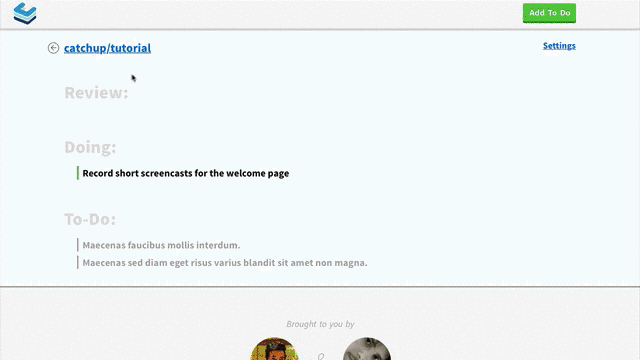 Add To Do
catchup/tutorial
Settings
Review:
Doing:
Record short screencasts for the welcome page
To-Do:
Maecenas faucibus mollis interdum.
Maecenas sed diam eget risus varius blandit sit amet non magna.
Brought to you by